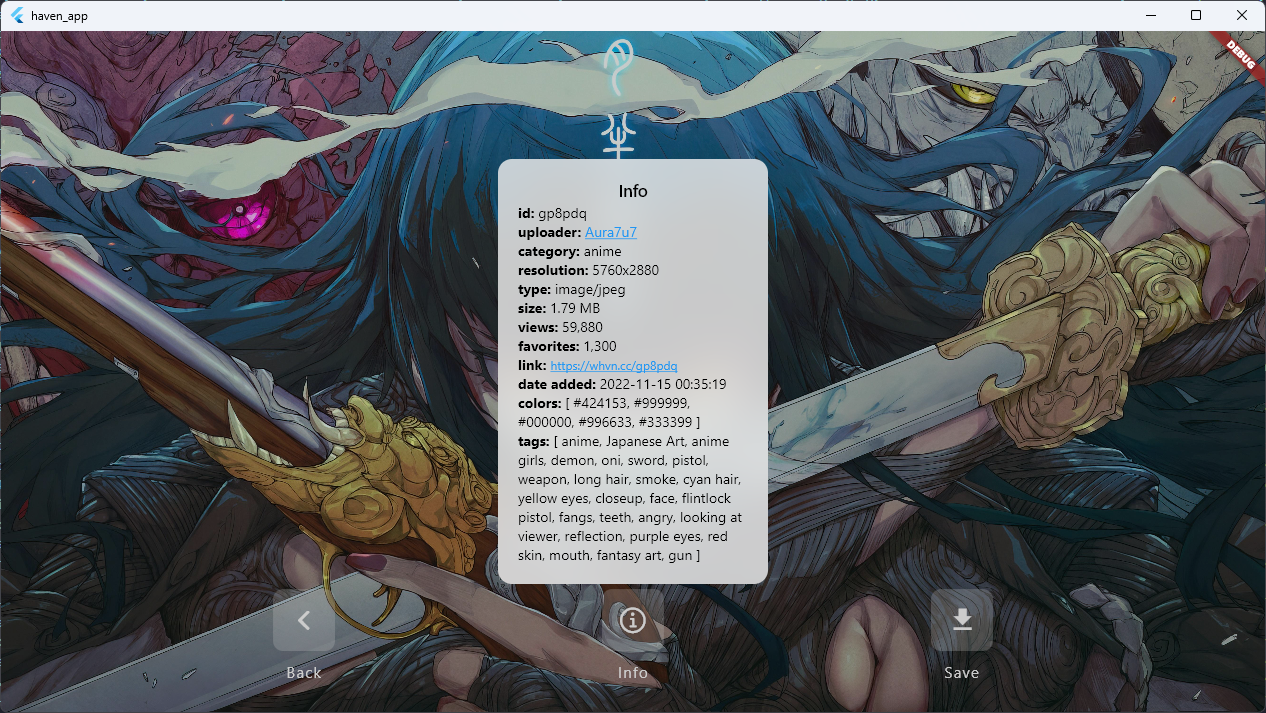 haven_app
DEBUG
Info
id: gp8pdq
uploader: Aura7u7
category: anime
resolution: 5760x2880
type: image/jpeg
size: 1.79 MB
views: 59,880
favorites: 1,300
link: https://whvn.cc/gp8pdq
date added: 2022-11-15 00:35:19
colors: [ #424153, #999999,
#000000, #996633, #333399 ]
tags: [ anime, Japanese Art, anime
girls, demon, oni, sword, pistol,
weapon, long hair, smoke, cyan hair,
yellow eyes, closeup, face, flintlock
pistol, fangs, teeth, angry, looking at
viewer, reflection, purple eyes, red
skin, mouth, fantasy art, gun ]
Back
Info
Save